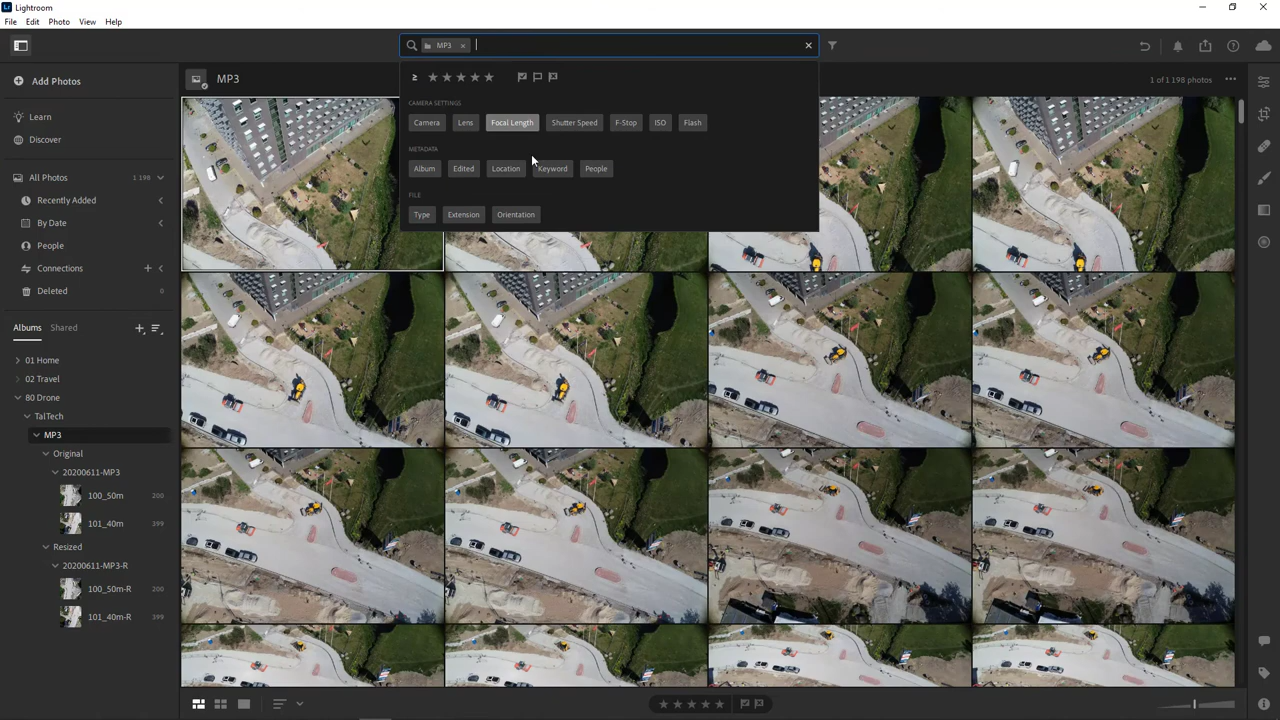 Lightroom
File Edit Photo View Help
MP3
Add Photos
MP3
1 of 1 198 photos
CAMERA SETTINGS
Camera Lens Focal Length Shutter Speed F-Stop ISO Flash
METADATA
Album Edited Location Keyword People
FILE
Type Extension Orientation
Learn
Discover
All Photos 1 198
Recently Added
By Date
People
Connections
Deleted 0
Albums Shared
01 Home
02 Travel
80 Drone
TalTech
MP3
Original
20200611-MP3
100_50m 200
101_40m 399
Resized
20200611-MP3-R
100_50m-R 200
101_40m-R 399